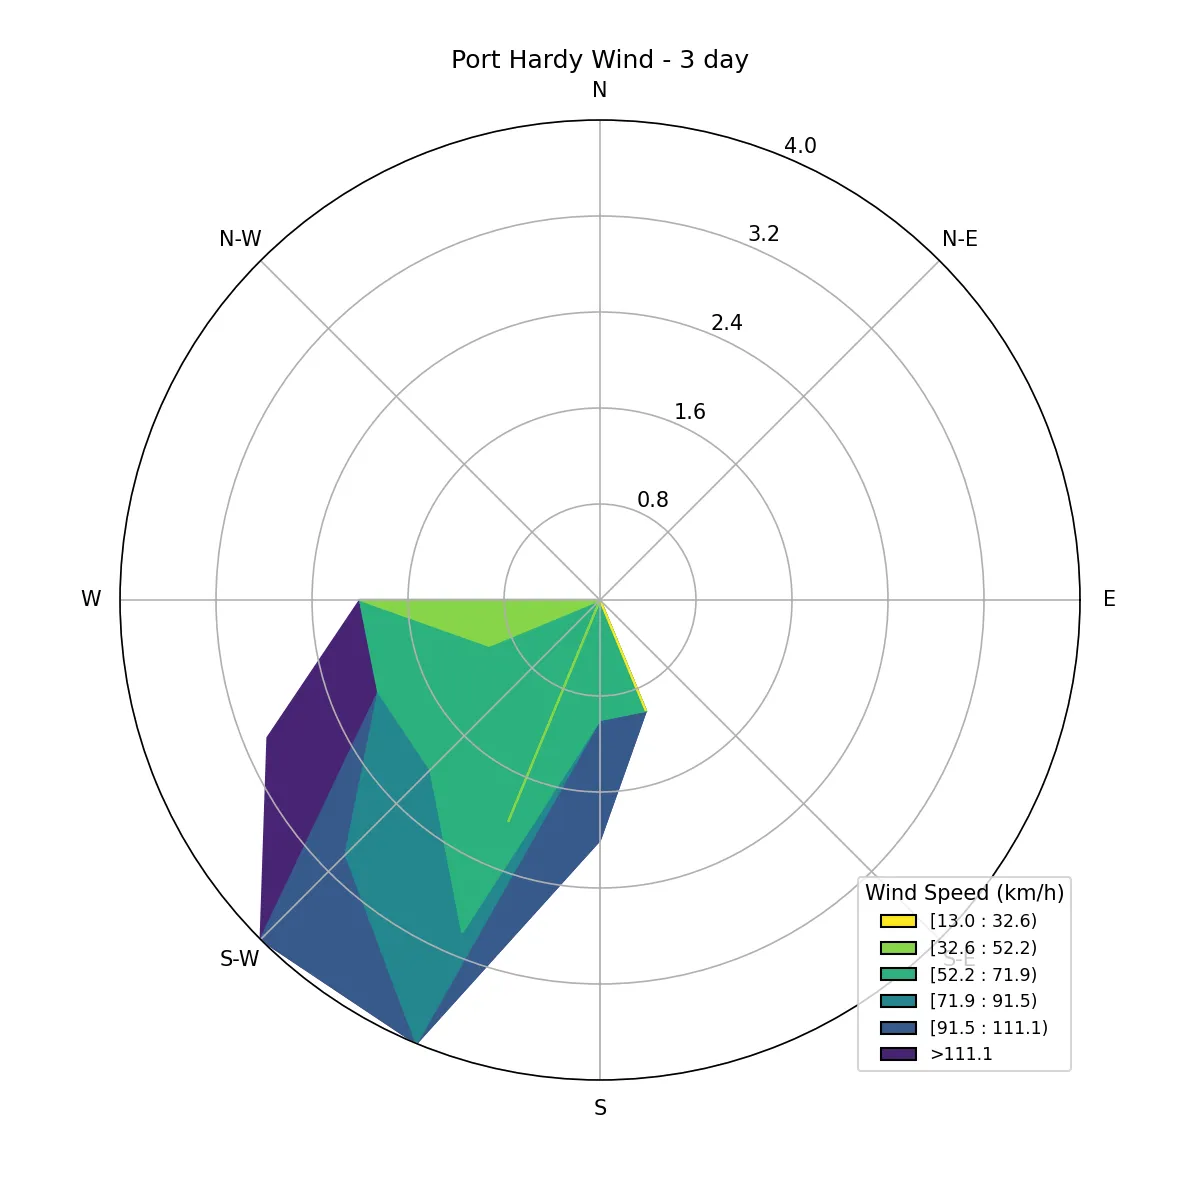 Port Hardy Wind - 3 day
N
4.0
N-W
3.2
N-E
2.4
1.6
0.8
W
E
Wind Speed (km/h)
[13.0 : 32.6)
[32.6 : 52.2)
S-W
S-E
[52.2 : 71.9)
[71.9 : 91.5)
[91.5 : 111.1)
>111.1
S